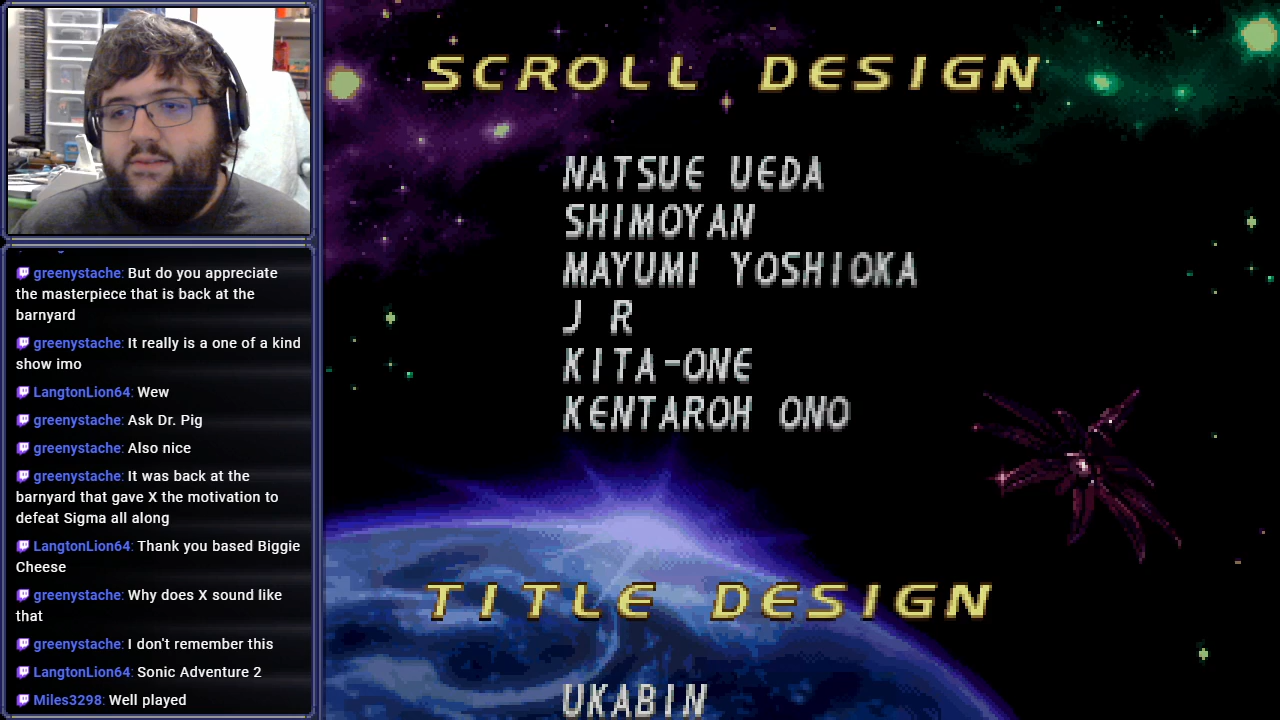 greenystache: But do you appreciate
the masterpiece that is back at the
barnyard
greenystache: It really is a one of a kind
show imo
LangtonLion64: Wew
greenystache: Ask Dr. Pig
greenystache: Also nice
greenystache: It was back at the
barnyard that gave X the motivation to
defeat Sigma all along
LangtonLion64: Thank you based Biggie
Cheese
greenystache: Why does X sound like
that
greenystache: I don't remember this
LangtonLion64: Sonic Adventure 2
Miles3298: Well played
SCROLL DESIGN
NATSUE UEDA
SHIMOYAN
MAYUMI YOSHIOKA
J R
KITA-ONE
KENTAROH ONO
TITLE DESIGN
UKABIN